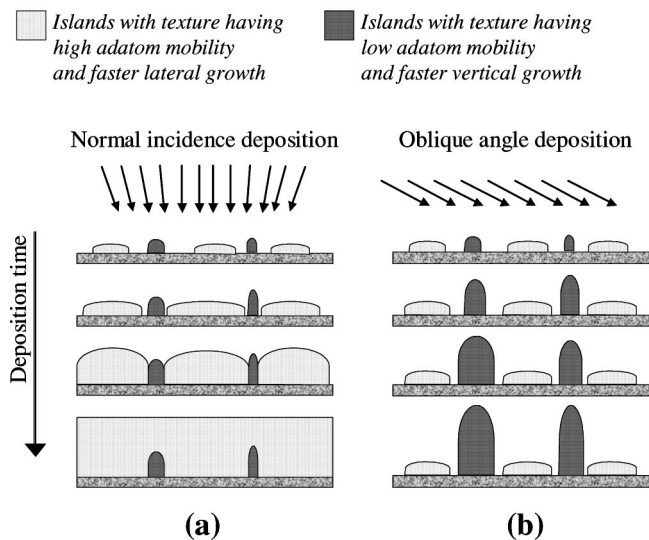 Islands with texture having
high adatom mobility
and faster lateral growth
Islands with texture having
low adatom mobility
and faster vertical growth
Normal incidence deposition
Oblique angle deposition
Deposition time
(a)
(b)